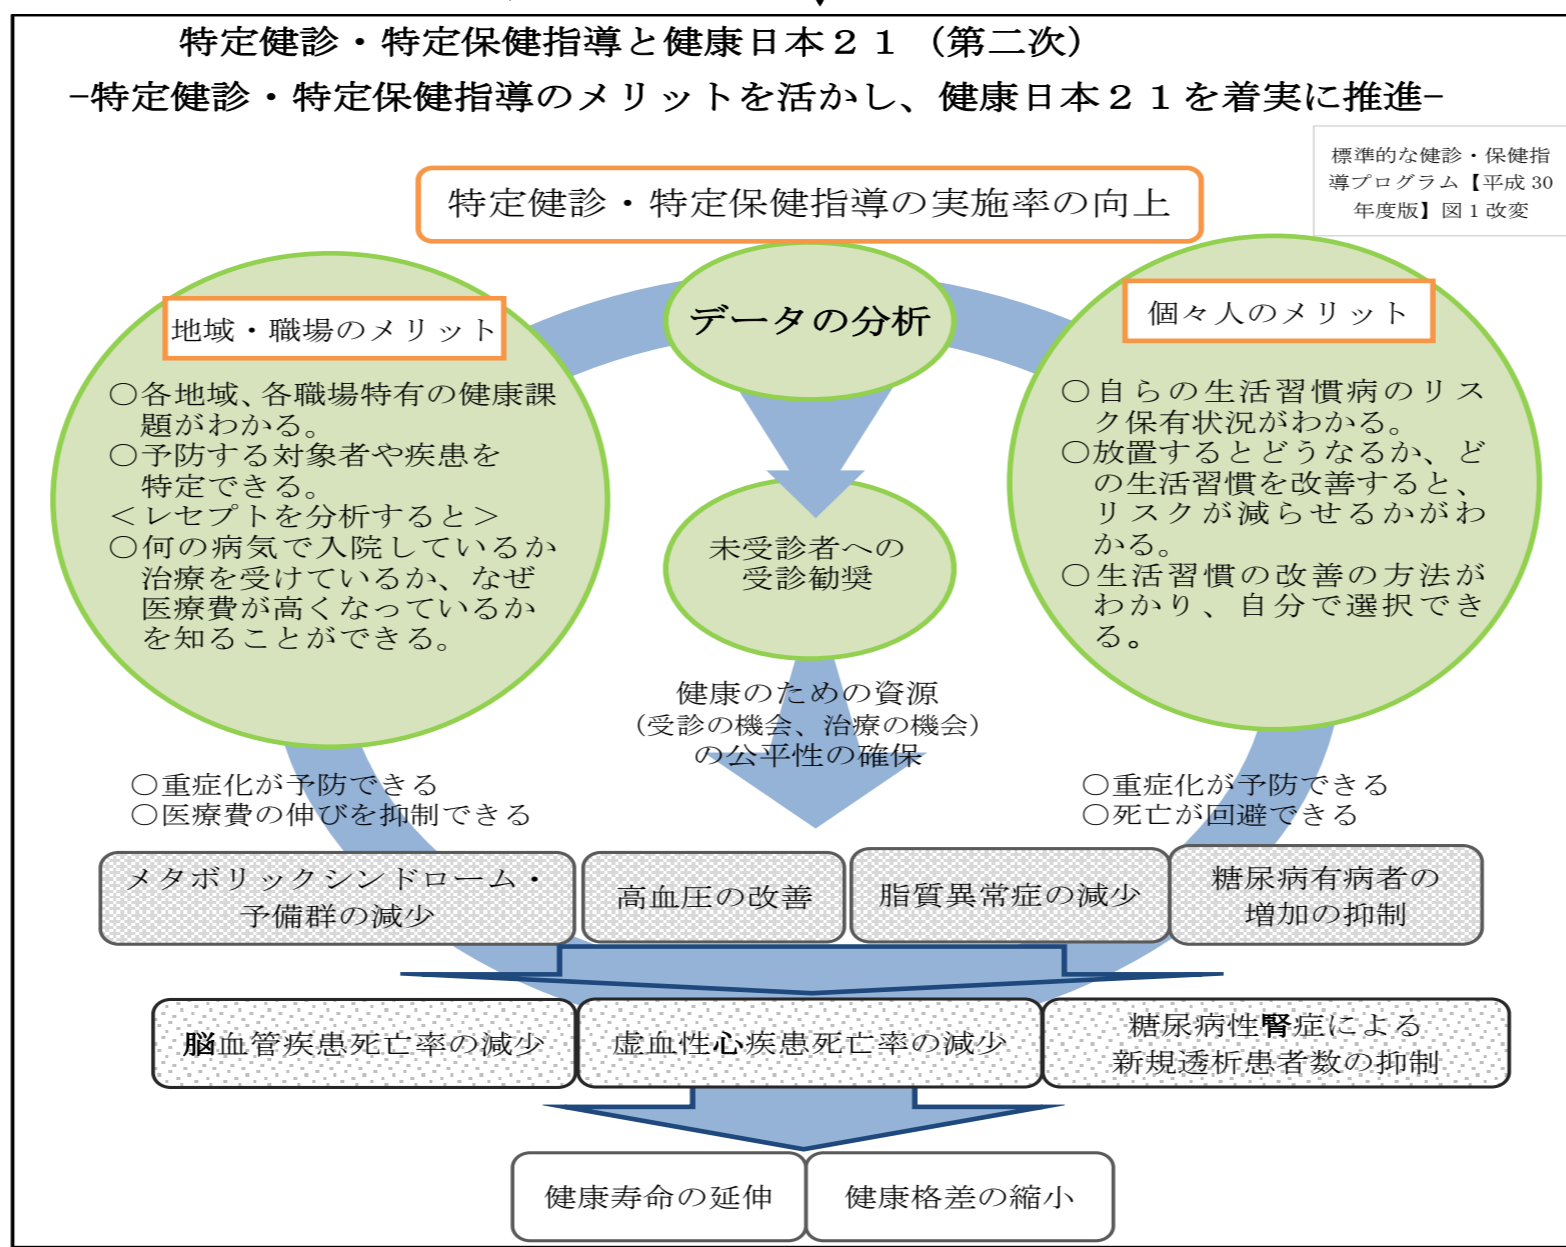 特定健診・特定保健指導と健康日本２１（第二次）
−特定健診・特定保健指導のメリットを活かし、健康日本２１を着実に推進−
標準的な健診・保健指
導プログラム【平成 30
年度版】図 1 改変
特定健診・特定保健指導の実施率の向上
地域・職場のメリット
○各地域、各職場特有の健康課
題がわかる。
○予防する対象者や疾患を
特定できる。
＜レセプトを分析すると＞
○何の病気で入院しているか
治療を受けているか、なぜ
医療費が高くなっているか
を知ることができる。
データの分析
未受診者への
受診勧奨
健康のための資源
（受診の機会、治療の機会）
の公平性の確保
個々人のメリット
○自らの生活習慣病のリス
ク保有状況がわかる。
○放置するとどうなるか、ど
の生活習慣を改善すると、
リスクが減らせるかがわ
かる。
○生活習慣の改善の方法が
わかり、自分で選択でき
る。
○重症化が予防できる
○医療費の伸びを抑制できる
○重症化が予防できる
○死亡が回避できる
メタボリックシンドローム・
予備群の減少
高血圧の改善
脂質異常症の減少
糖尿病有病者の
増加の抑制
脳血管疾患死亡率の減少
虚血性心疾患死亡率の減少
糖尿病性腎症による
新規透析患者数の抑制
健康寿命の延伸
健康格差の縮小